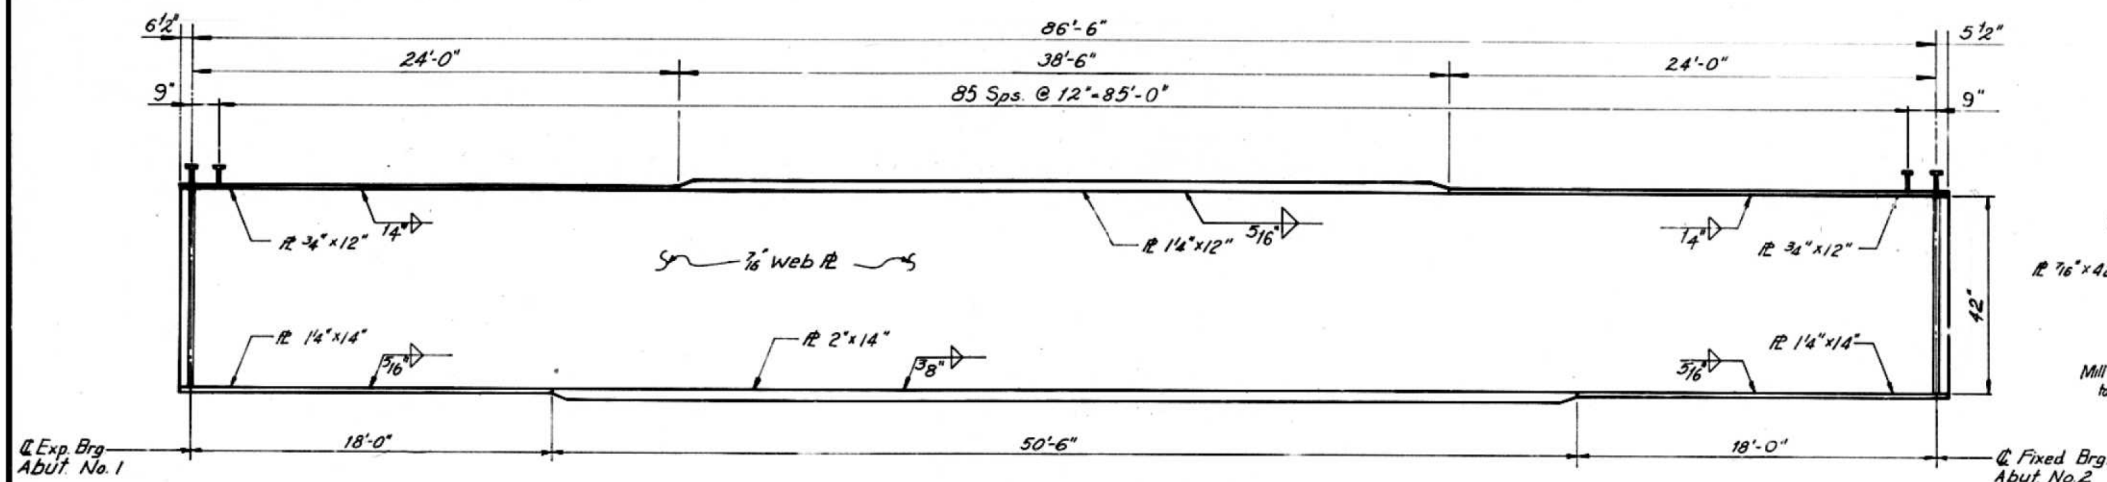 6½" 86'-6" 5½"
24'-0" 38'-6" 24'-0"
9" 85 Sps. @ 12"=85'-0" 9"
¼" 5/16" ¼"
℄ ¾"x12" ℄ 1¼"x12" ℄ ¾"x12"
7/16" Web ℄
℄ 7/16"x42
42"
℄ 1¼"x14" ℄ 2"x14" ℄ 1¼"x14"
5/16" 3/8" 5/16"
Mill
18'-0" 50'-6" 18'-0"
℄ Exp. Brg. ℄ Fixed Brg.
Abut. No. 1 Abut. No. 2